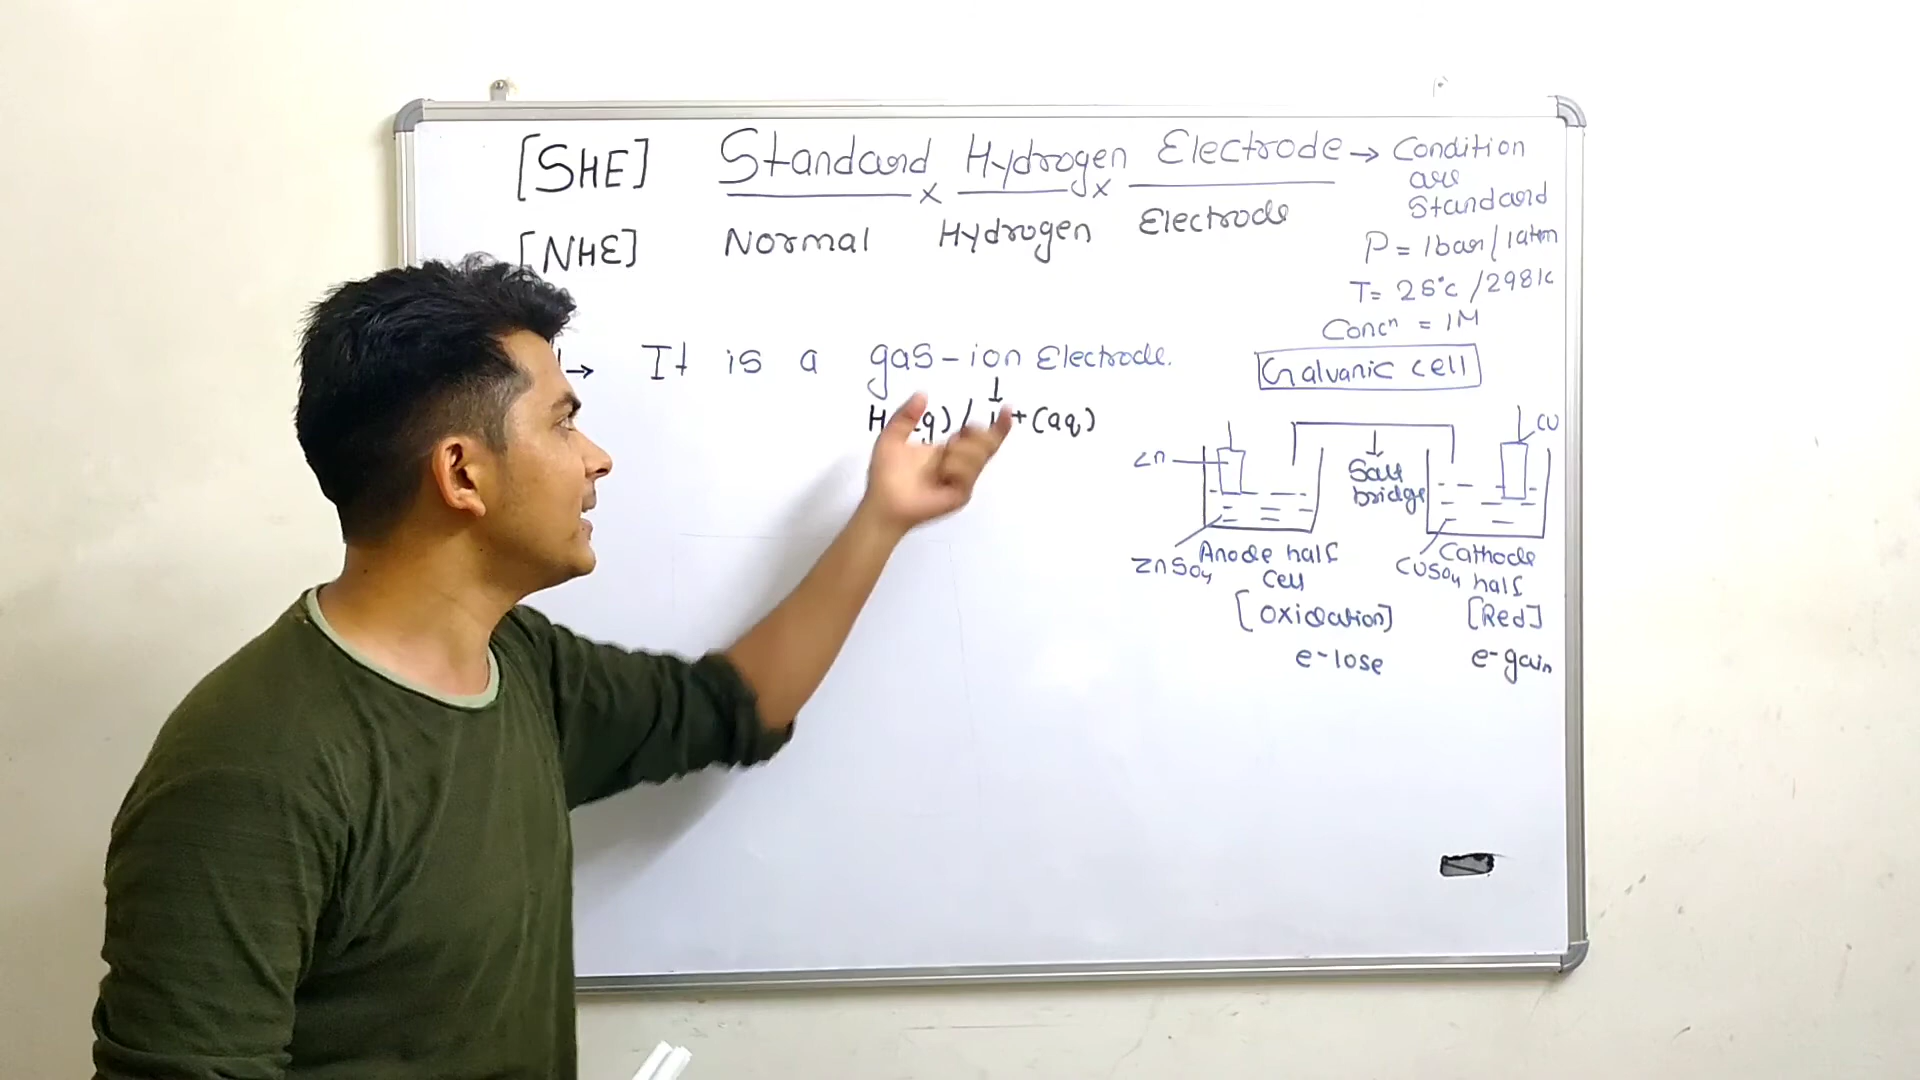 [SHE] Standard Hydrogen Electrode → Condition
are
Standard
[NHE] Normal Hydrogen Electrode
P = 1bar/1atm
T= 25°c /298k
Concⁿ = 1M
→ It is a gas-ion Electrode.
Galvanic cell
H g) / + (aq)
Zn
Cu
Salt
bridge
ZnSO4
Anode half
Cell
[Oxidation]
e- lose
CuSO4
Cathode
half
[Red]
e- gain